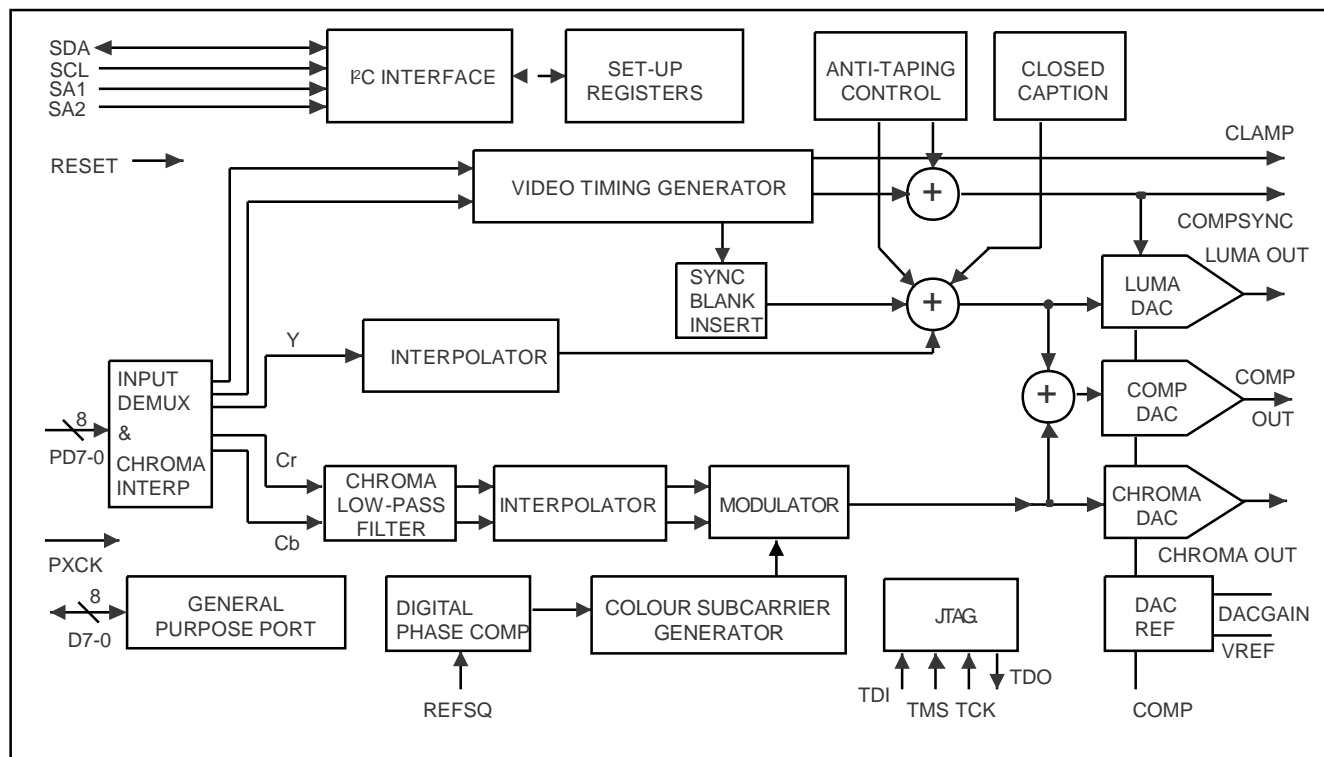 SDA
SCL
SA1
SA2
I²C INTERFACE
SET-UP
REGISTERS
ANTI-TAPING
CONTROL
CLOSED
CAPTION
RESET
VIDEO TIMING GENERATOR
+
CLAMP
COMPSYNC
SYNC
BLANK
INSERT
+
LUMA OUT
LUMA
DAC
Y
INTERPOLATOR
INPUT
DEMUX
&
CHROMA
INTERP
8
PD7-0
+
COMP
DAC
COMP
OUT
Cr
Cb
CHROMA
LOW-PASS
FILTER
INTERPOLATOR
MODULATOR
CHROMA
DAC
CHROMA OUT
PXCK
8
D7-0
GENERAL
PURPOSE PORT
DIGITAL
PHASE COMP
REFSQ
COLOUR SUBCARRIER
GENERATOR
JTAG
TDI
TMS TCK
TDO
DAC
REF
DACGAIN
VREF
COMP